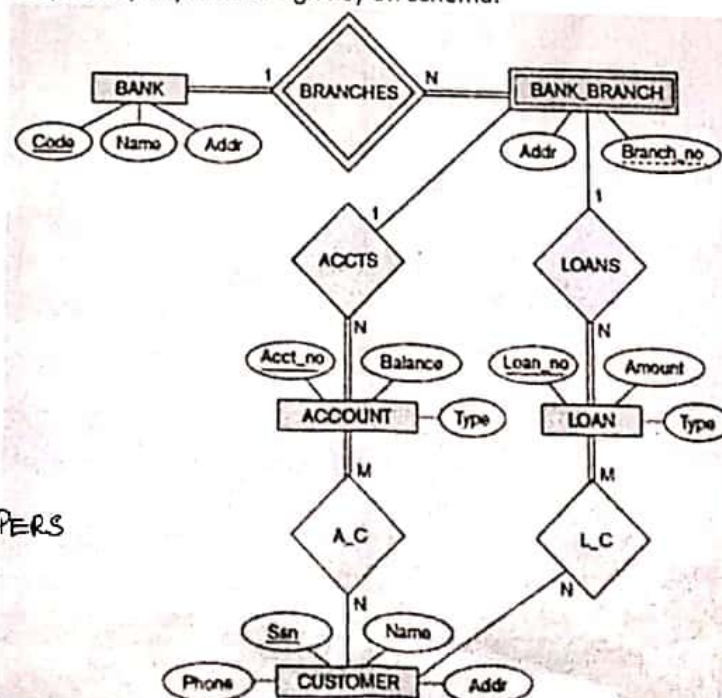 schema.
1 N
BANK BRANCHES BANK_BRANCH
Code Name Addr Addr Branch_no
1 1
ACCTS LOANS
N N
Acct_no Balance Loan_no Amount
ACCOUNT Type LOAN Type
M M
PERS
A_C L_C
N N
Ssn Name
Phone CUSTOMER Addr